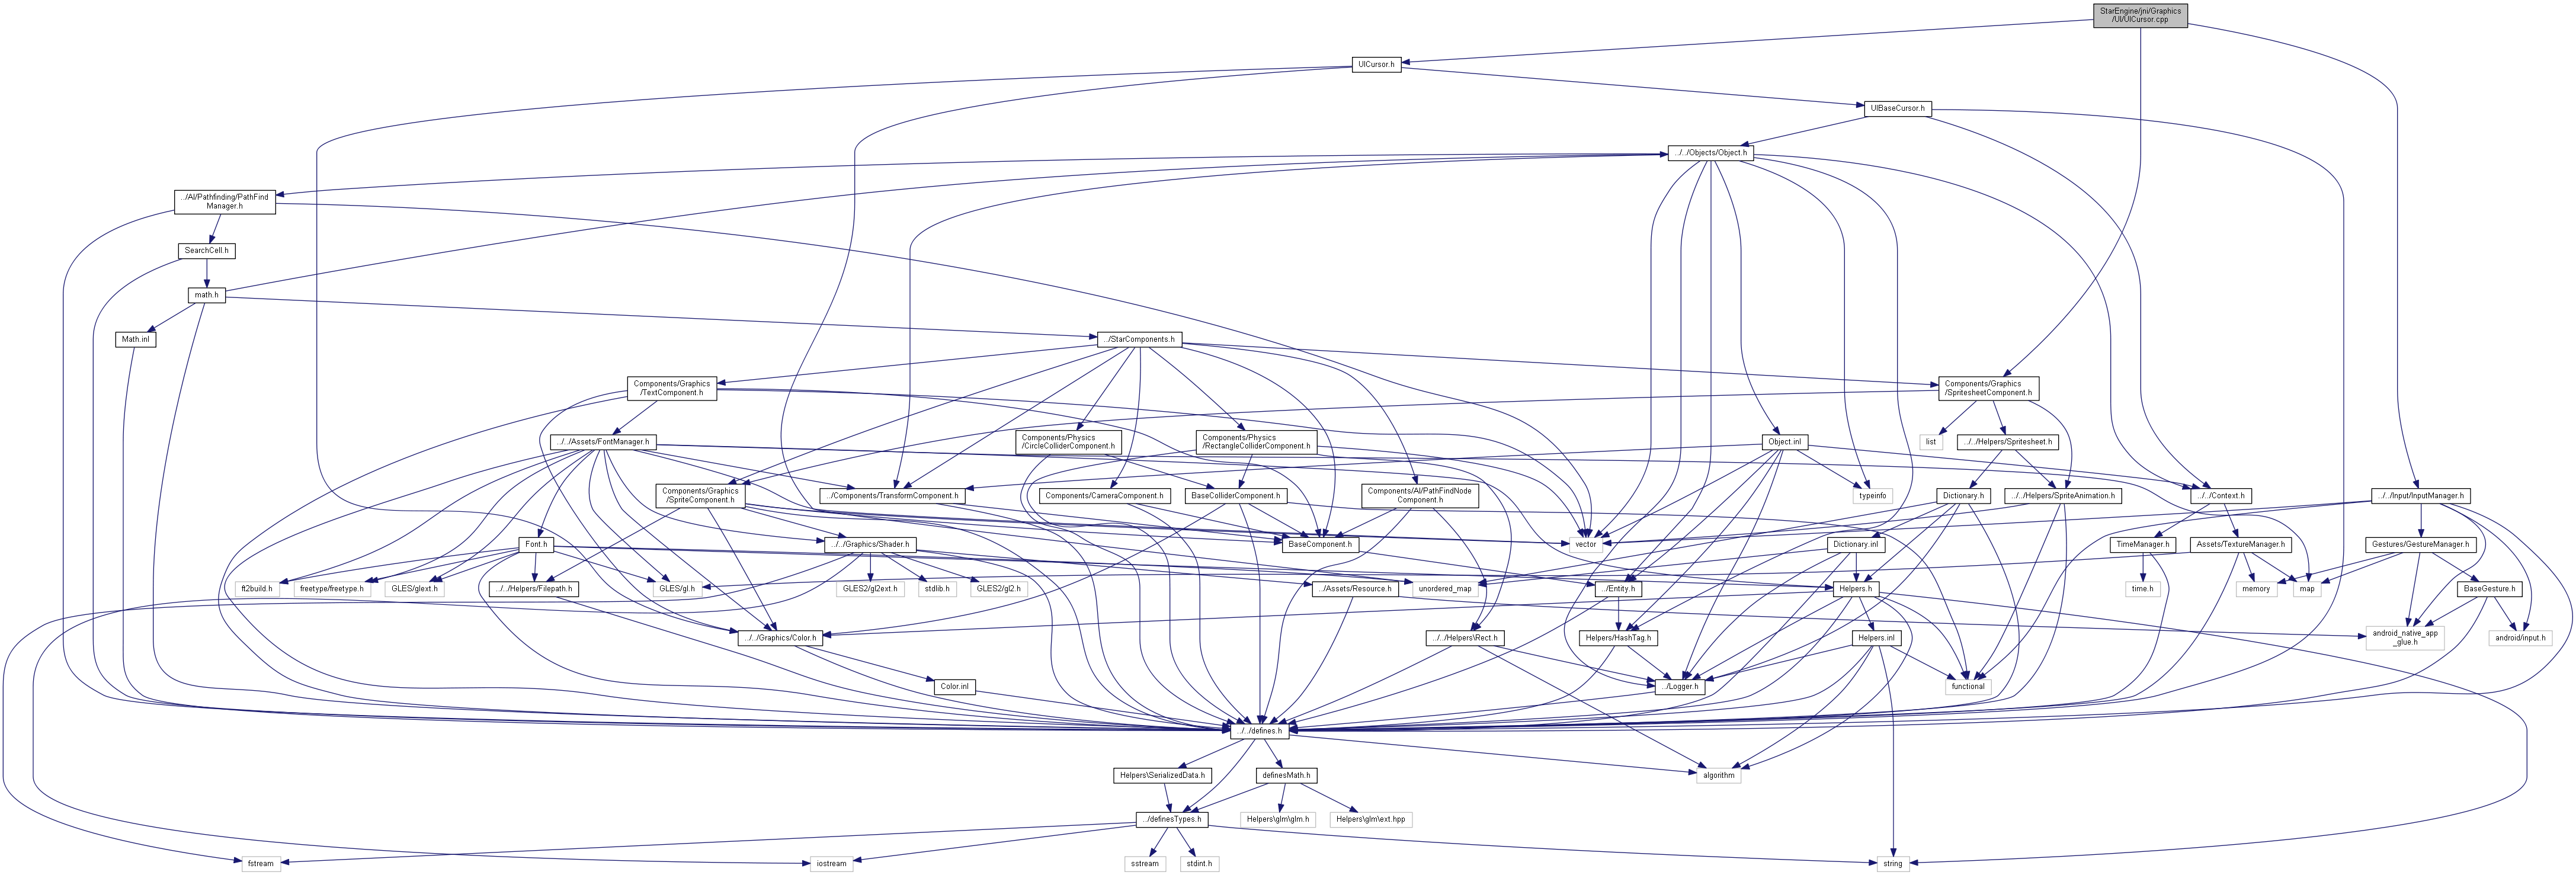 StarEngine/jni/Graphics
/UI/UICursor.cpp
UICursor.h
UIBaseCursor.h
../../Objects/Object.h
../AI/Pathfinding/PathFind
Manager.h
SearchCell.h
math.h
Math.inl
../StarComponents.h
Components/Graphics
/TextComponent.h
Components/Graphics
/SpritesheetComponent.h
../../Assets/FontManager.h
Components/Physics
/CircleColliderComponent.h
Components/Physics
/RectangleColliderComponent.h
Object.inl
list
../../Helpers/Spritesheet.h
Components/Graphics
/SpriteComponent.h
../Components/TransformComponent.h
Components/CameraComponent.h
BaseColliderComponent.h
Components/AI/PathFindNode
Component.h
typeinfo
Dictionary.h
../../Helpers/SpriteAnimation.h
../../Context.h
../../Input/InputManager.h
Font.h
../../Graphics/Shader.h
BaseComponent.h
vector
Dictionary.inl
TimeManager.h
Assets/TextureManager.h
Gestures/GestureManager.h
ft2build.h
freetype/freetype.h
GLES/glext.h
../../Helpers/Filepath.h
GLES/gl.h
GLES2/gl2ext.h
stdlib.h
GLES2/gl2.h
../Assets/Resource.h
unordered_map
../Entity.h
Helpers.h
time.h
memory
map
BaseGesture.h
../../Graphics/Color.h
../../Helpers\Rect.h
Helpers/HashTag.h
Helpers.inl
android_native_app
_glue.h
android/input.h
Color.inl
../Logger.h
functional
../../defines.h
Helpers\SerializedData.h
definesMath.h
algorithm
../definesTypes.h
Helpers\glm\glm.h
Helpers\glm\ext.hpp
fstream
iostream
sstream
stdint.h
string